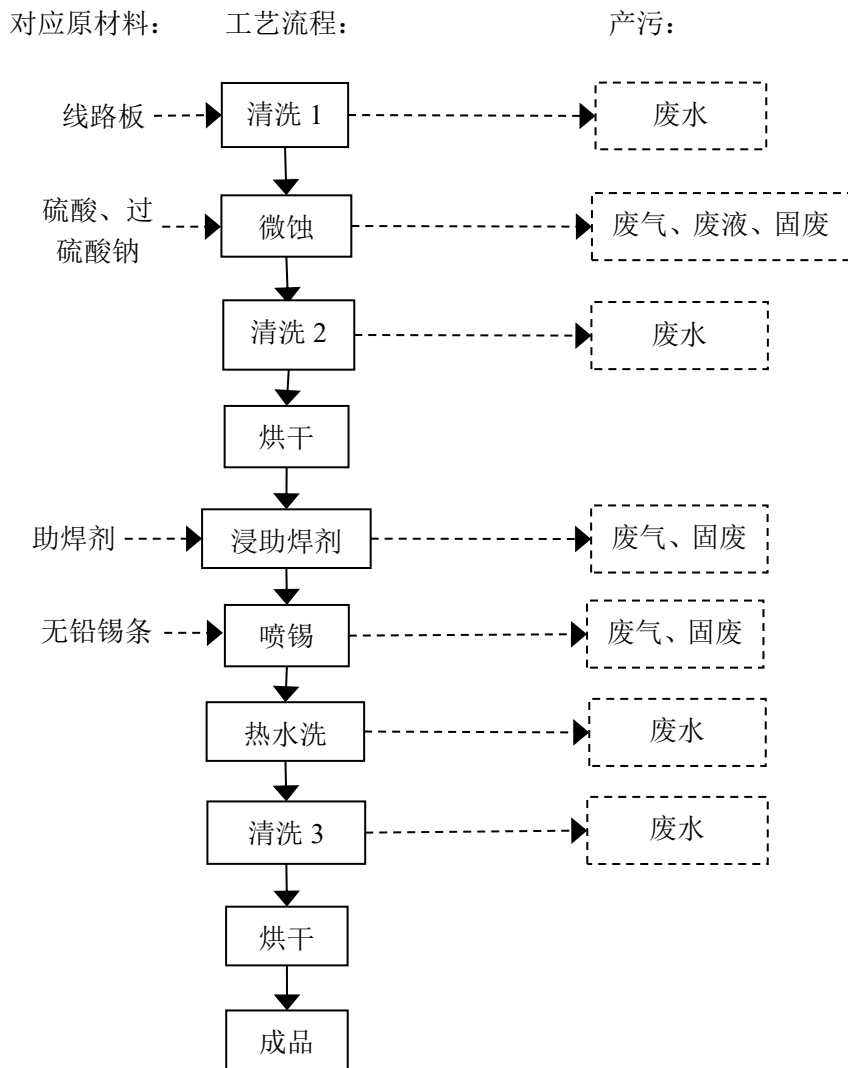 对应原材料： 工艺流程： 产污：
线路板 清洗 1 废水
硫酸、过
硫酸钠
微蚀 废气、废液、固废
清洗 2 废水
烘干
助焊剂 浸助焊剂 废气、固废
无铅锡条 喷锡 废气、固废
热水洗 废水
清洗 3 废水
烘干
成品